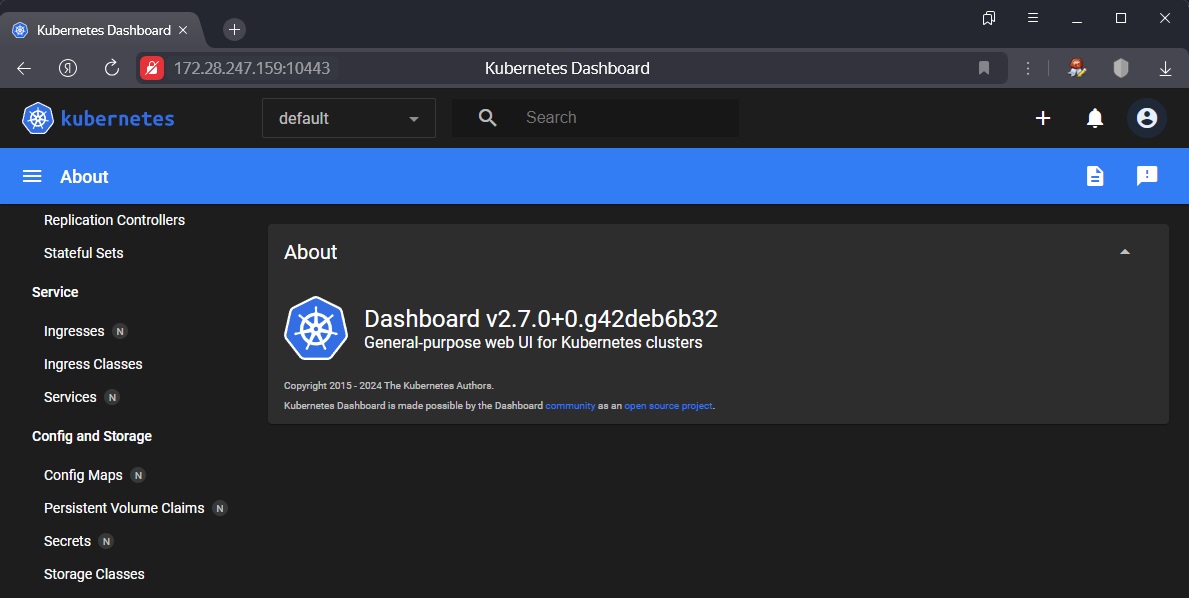 Kubernetes Dashboard
172.28.247.159:10443
Kubernetes Dashboard
kubernetes
default
Search
About
Replication Controllers
Stateful Sets
Service
Ingresses N
Ingress Classes
Services N
Config and Storage
Config Maps N
Persistent Volume Claims N
Secrets N
Storage Classes
About
Dashboard v2.7.0+0.g42deb6b32
General-purpose web UI for Kubernetes clusters
Copyright 2015 - 2024 The Kubernetes Authors.
Kubernetes Dashboard is made possible by the Dashboard community as an open source project.